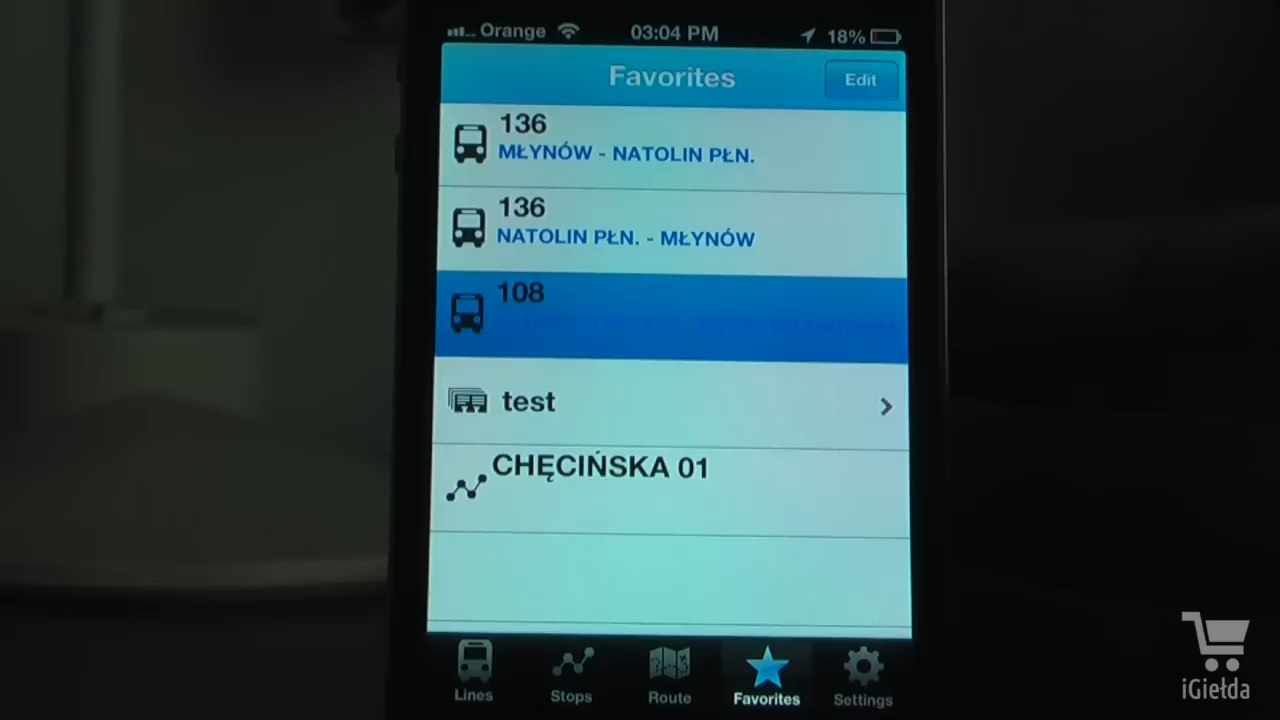 Orange 03:04 PM 18%
Favorites Edit
136
MŁYNÓW - NATOLIN PŁN.
136
NATOLIN PŁN. - MŁYNÓW
108
test
CHĘCIŃSKA 01
Lines Stops Route Favorites Settings
iGiełda